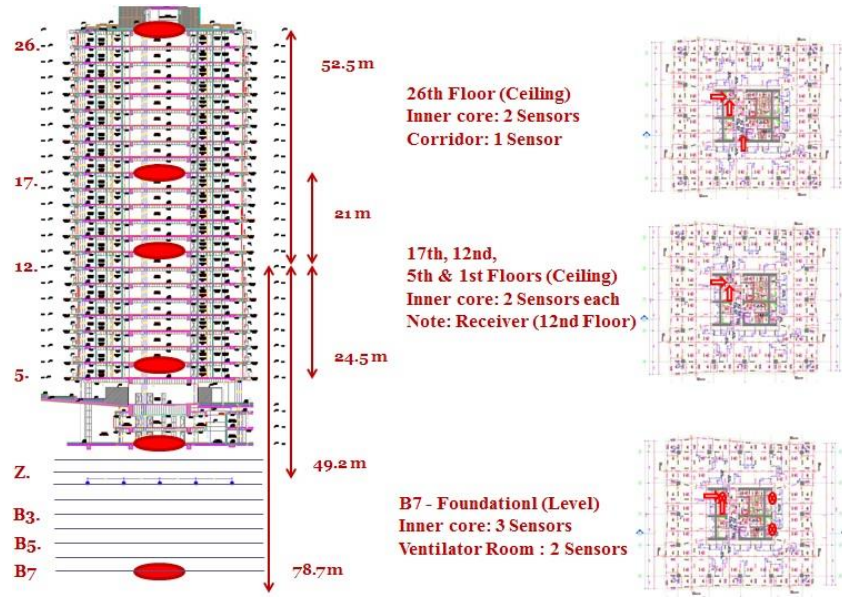 26.
17.
12.
5.
Z.
B3.
B5.
B7
52.5 m
21 m
24.5 m
49.2 m
78.7m
26th Floor (Ceiling)
Inner core: 2 Sensors
Corridor: 1 Sensor
17th, 12nd,
5th & 1st Floors (Ceiling)
Inner core: 2 Sensors each
Note: Receiver (12nd Floor)
B7 - Foundationl (Level)
Inner core: 3 Sensors
Ventilator Room : 2 Sensors